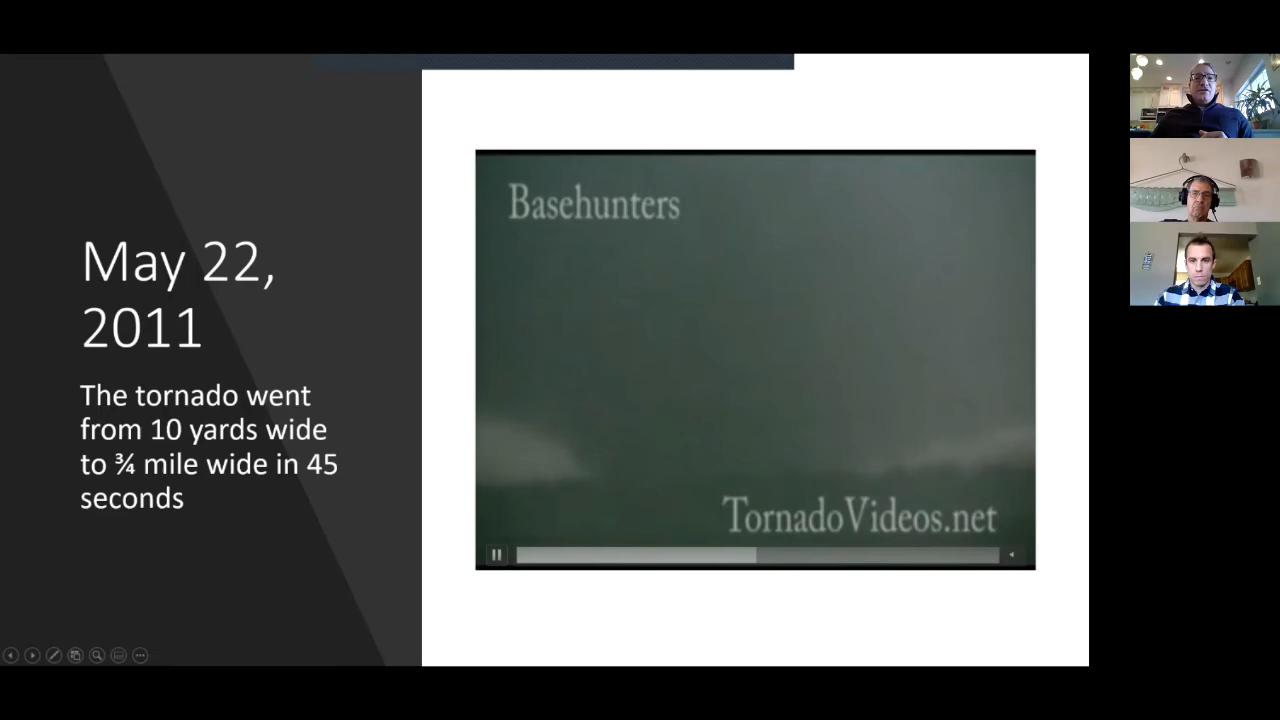 May 22,
2011
The tornado went
from 10 yards wide
to ¾ mile wide in 45
seconds
Basehunters
TornadoVideos.net